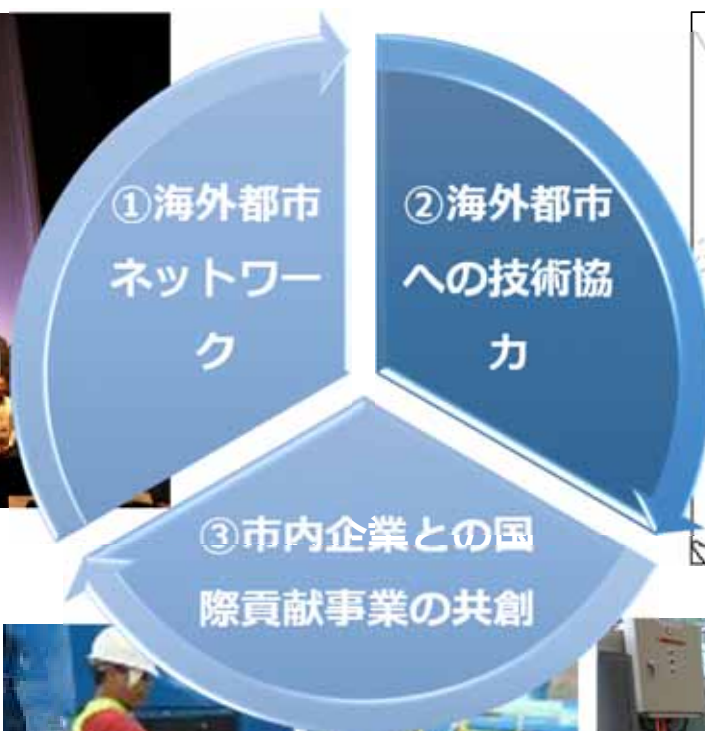 ①海外都市
ネットワー
ク
②海外都市
への技術協
力
③市内企業との国
際貢献事業の共創